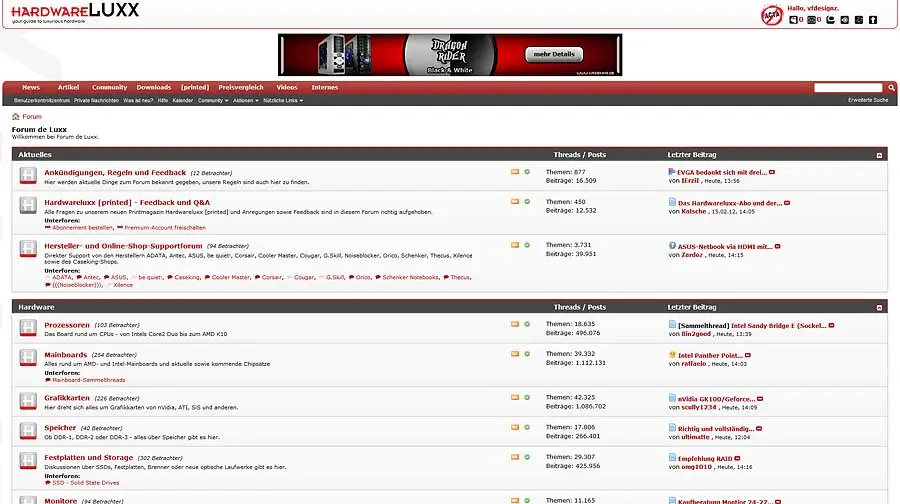 HARDWARELUXX
your guide to luxurious hardware
ACTA
Hallo, vfdesignz.
0 0
DRAGON
RIDER
Black & White
mehr Details
WWW.CASEKING.DE
News Artikel Community Downloads [printed] Preisvergleich Videos Internes
Benutzerkontrollzentrum Private Nachrichten Was ist neu? Hilfe Kalender Community Aktionen Nützliche Links Erweiterte Suche
Forum
Forum de Luxx
Willkommen bei Forum de Luxx.
Aktuelles Threads / Posts Letzter Beitrag
Ankündigungen, Regeln und Feedback (12 Betrachter) Themen: 877 EVGA bedankt sich mit drei...
Hier werden aktuelle Dinge zum Forum bekannt gegeben, unsere Regeln sind auch hier zu finden. Beiträge: 16.509 von IErziI , Heute, 13:56
Hardwareluxx [printed] - Feedback und Q&A Themen: 450 Das Hardwareluxx-Abo und der...
Alle Fragen zu unserem neuen Printmagazin Hardwareluxx [printed] und Anregungen sowie Feedback sind in diesem Forum richtig aufgehoben. Beiträge: 12.532 von Katsche , 15.02.12, 14:05
Unterforen:
Abonnement bestellen, Premium-Account freischalten
Hersteller- und Online-Shop-Supportforum (94 Betrachter) Themen: 3.731 ASUS-Netbook via HDMI mit...
Direkter Support von den Herstellern ADATA, Antec, ASUS, be quiet!, Corsair, Cooler Master, Cougar, G.Skill, Noiseblocker, Orico, Schenker, Thecus, Xilence Beiträge: 39.951 von Zardoz , Heute, 14:15
sowie des Caseking-Shops.
Unterforen:
ADATA, Antec, ASUS, be quiet!, Caseking, Cooler Master, Corsair, Cougar, G.Skill, Orico, Schenker Notebooks, Thecus,
(((Noiseblocker))), Xilence
Hardware Threads / Posts Letzter Beitrag
Prozessoren (103 Betrachter) Themen: 18.635 [Sammelthread] Intel Sandy Bridge E (Sockel...
Das Board rund um CPUs - von Intels Core2 Duo bis zum AMD K10 Beiträge: 496.076 von Bin2good , Heute, 13:39
Mainboards (254 Betrachter) Themen: 39.332 Intel Panther Point...
Alles rund um AMD- und Intel-Mainboards und aktuelle sowie kommende Chipsätze Beiträge: 1.112.131 von raffaelo , Heute, 14:03
Unterforen:
Mainboard-Sammelthreads
Grafikkarten (226 Betrachter) Themen: 42.325 nVidia GK100/Geforce...
Hier dreht sich alles um Grafikkarten von nVidia, ATI, SiS und anderen. Beiträge: 1.086.702 von scully1234 , Heute, 14:09
Speicher (40 Betrachter) Themen: 17.806 Richtig und vollständig...
Ob DDR-1, DDR-2 oder DDR-3 - alles über Speicher gibt es hier. Beiträge: 266.401 von ultimatte , Heute, 12:04
Festplatten und Storage (302 Betrachter) Themen: 29.307 Empfehlung RAID
Diskussionen über SSDs, Festplatten, Brenner oder neue optische Laufwerke gibt es hier. Beiträge: 425.956 von omg1010 , Heute, 14:16
Unterforen:
SSD - Solid State Drives
Monitore (94 Betrachter) Themen: 11.165 Kaufberatung Montior 24-27...